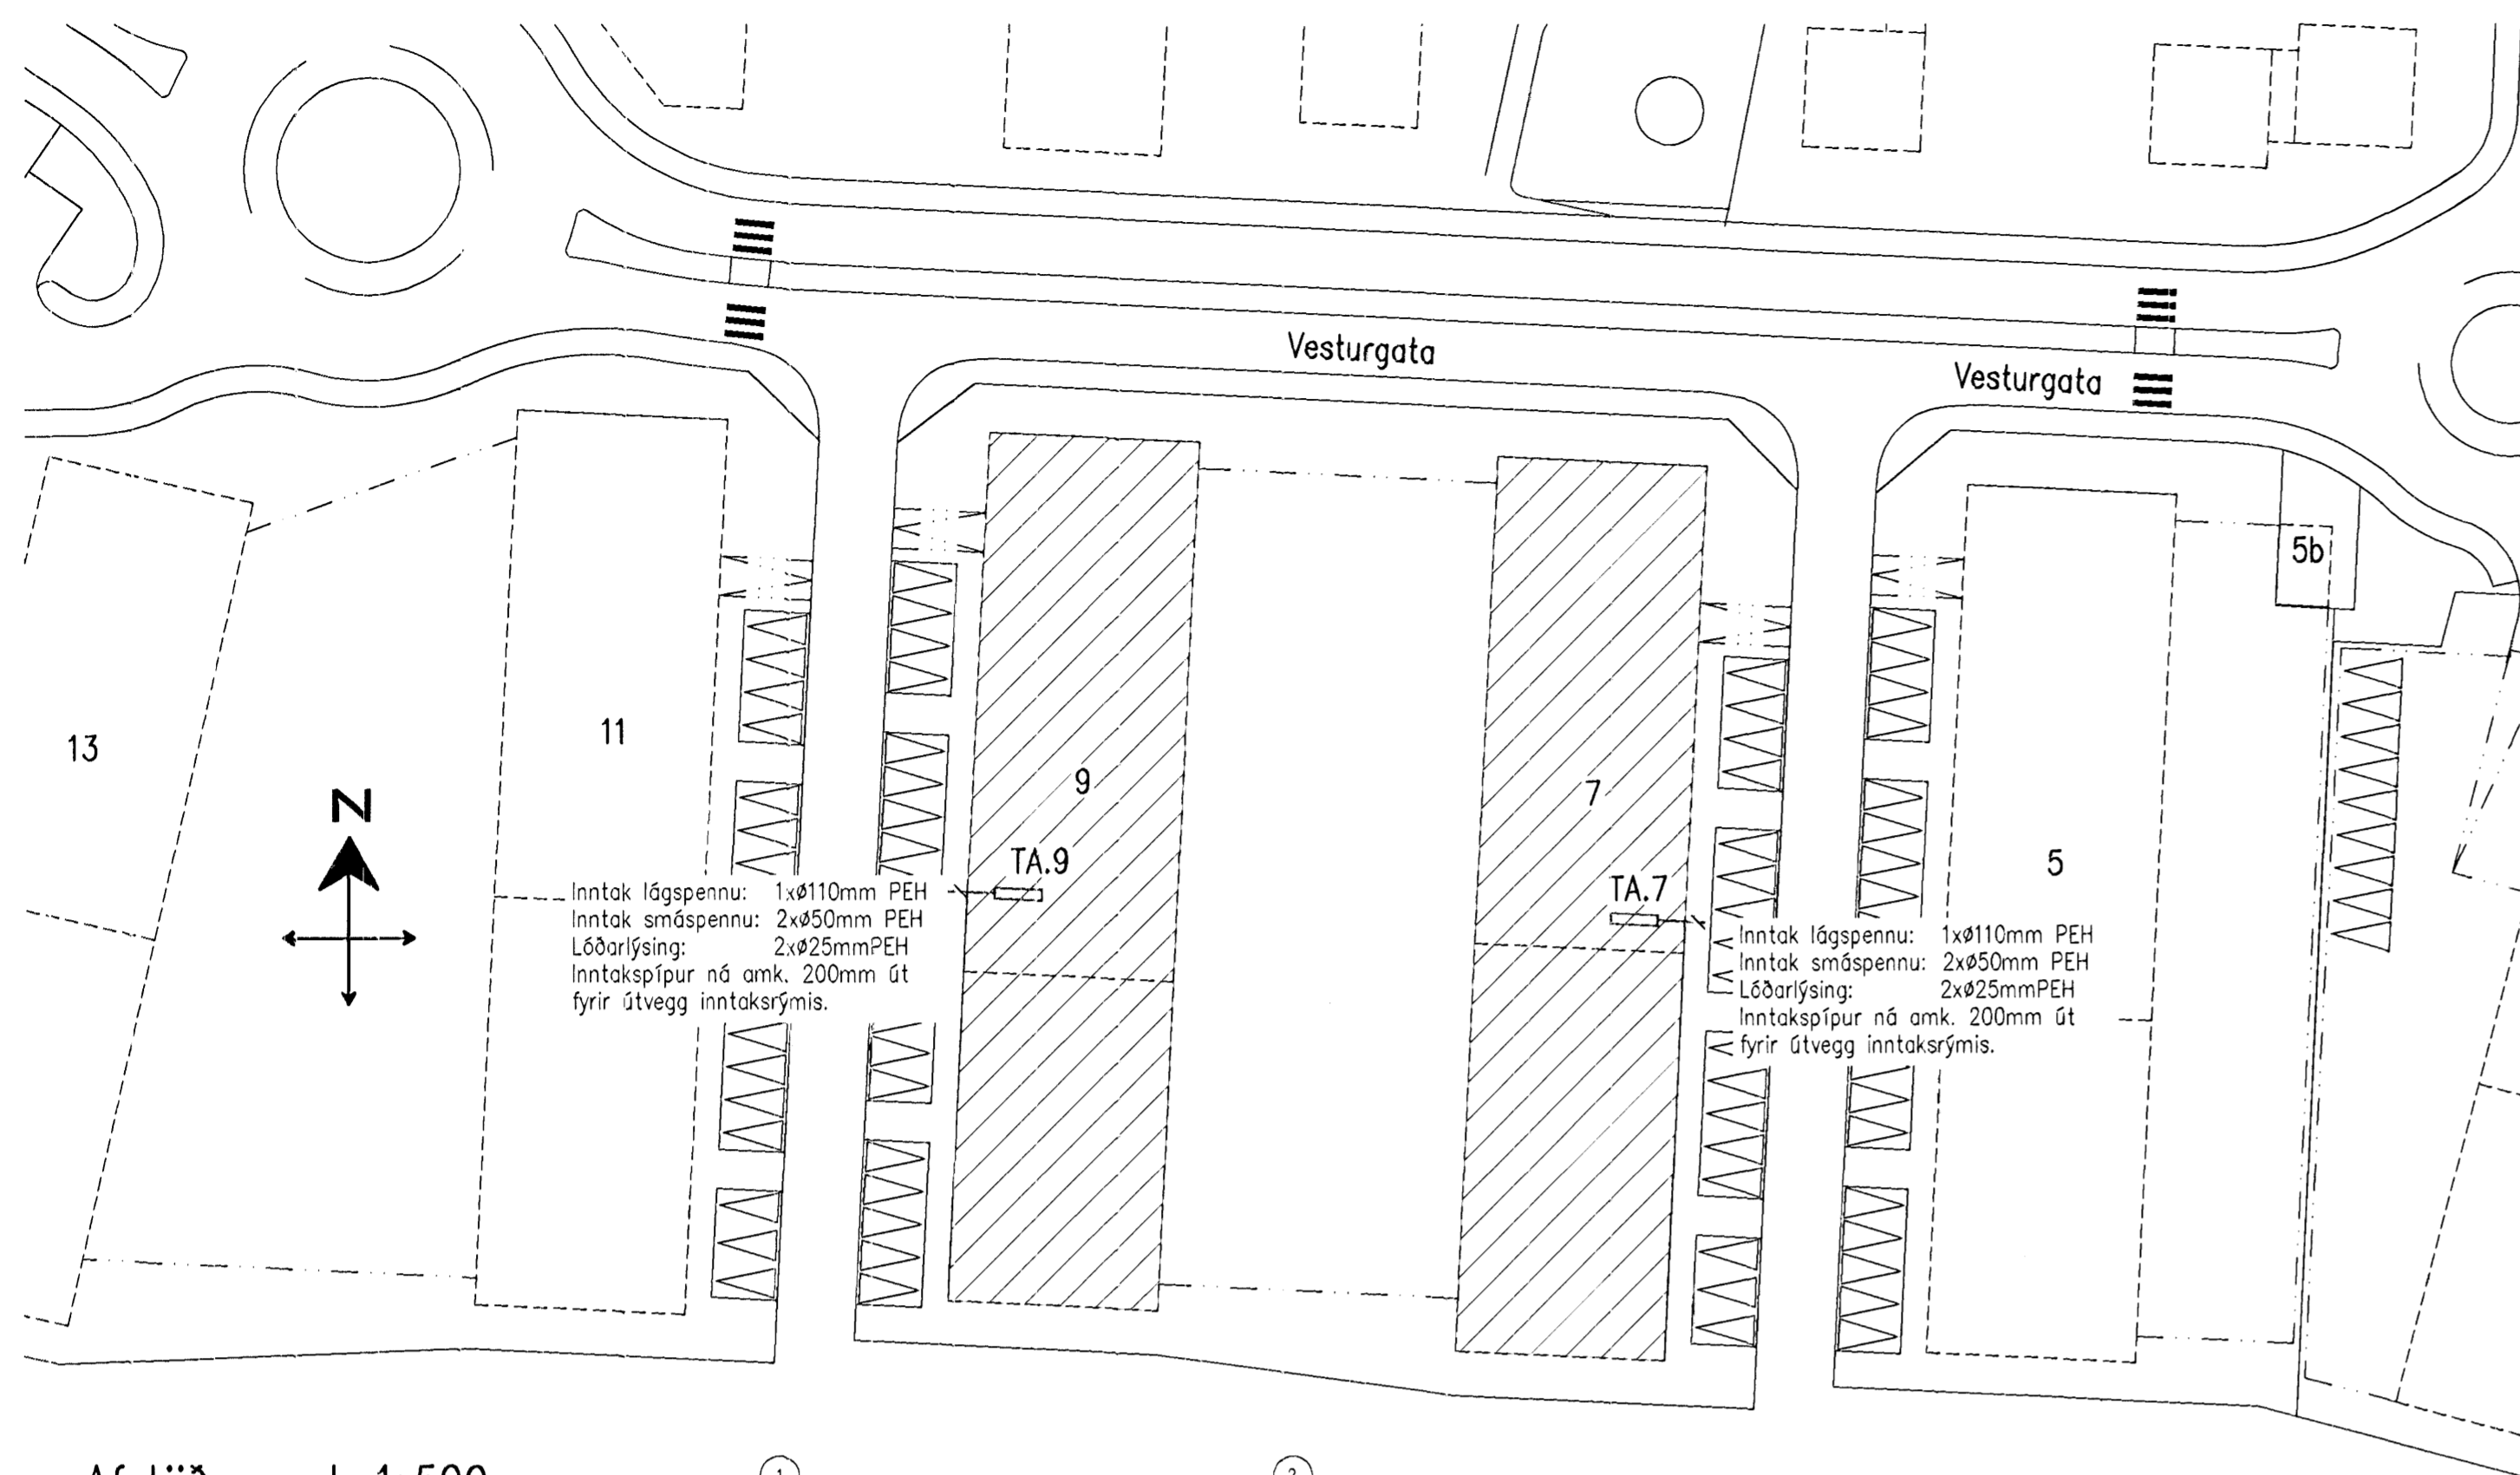 Vesturgata
Vesturgata
5b
13
11
9
7
5
N
TA.9
Inntak lágspennu: 1xø110mm PEH
Inntak smáspennu: 2xø50mm PEH
Lóðarlýsing: 2xø25mmPEH
Inntakspípur ná amk. 200mm út
fyrir útvegg inntaksrýmis.
TA.7
Inntak lágspennu: 1xø110mm PEH
Inntak smáspennu: 2xø50mm PEH
Lóðarlýsing: 2xø25mmPEH
Inntakspípur ná amk. 200mm út
fyrir útvegg inntaksrýmis.
1:500
1
2